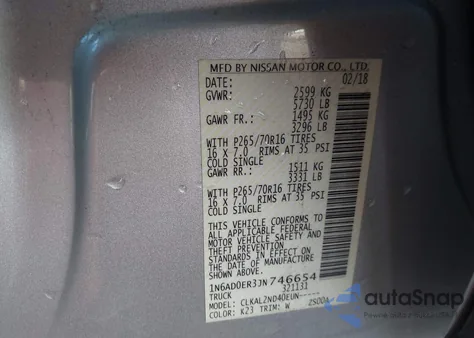 MFD BY NISSAN MOTOR CO., LTD.
DATE: 02/18
GVWR: 2599 KG
5730 LB
GAWR FR.: 1495 KG
3296 LB
WITH P265/70R16 TIRES
16 X 7.0 RIMS AT 35 PSI
COLD SINGLE
GAWR RR.: 1511 KG
3331 LB
WITH P265/70R16 TIRES
16 X 7.0 RIMS AT 35 PSI
COLD SINGLE
THIS VEHICLE CONFORMS TO
ALL APPLICABLE FEDERAL
MOTOR VEHICLE SAFETY AND
THEFT PREVENTION
STANDARDS IN EFFECT ON
THE DATE OF MANUFACTURE
SHOWN ABOVE.
1N6AD0ER3JN746654
TRUCK 321131
MODEL: CLKALZND40EUN-----
COLOR: K23 TRIM: W
autaSnap